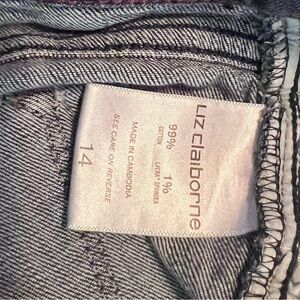 Liz claiborne
99% 1%
COTTON LYCRA® SPANDEX
MADE IN CAMBODIA
SEE CARE ON REVERSE
14